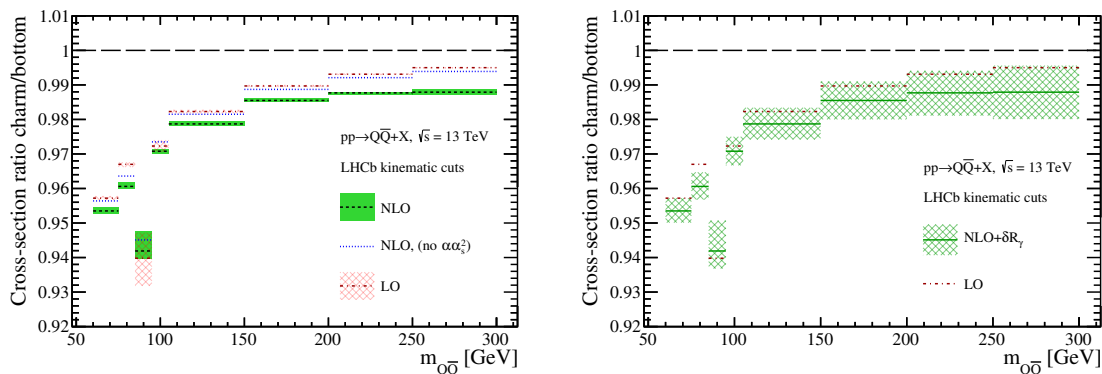 Cross-section ratio charm/bottom
1.01
1
0.99
0.98
0.97
0.96
0.95
0.94
0.93
0.92
pp→QQ̅+X, √s = 13 TeV
LHCb kinematic cuts
NLO
NLO, (no αα_s^2)
LO
50 100 150 200 250 300
m_QQ̅ [GeV]
Cross-section ratio charm/bottom
1.01
1
0.99
0.98
0.97
0.96
0.95
0.94
0.93
0.92
pp→QQ̅+X, √s = 13 TeV
LHCb kinematic cuts
NLO+δR_γ
LO
50 100 150 200 250 300
m_QQ̅ [GeV]